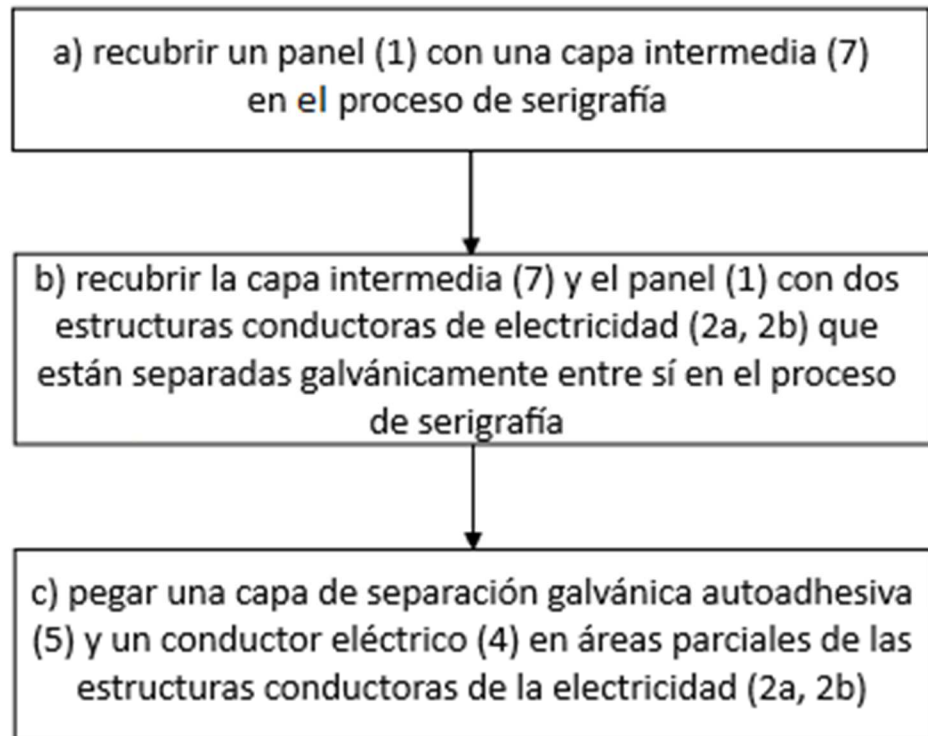 a) recubrir un panel (1) con una capa intermedia (7)
en el proceso de serigrafía
b) recubrir la capa intermedia (7) y el panel (1) con dos
estructuras conductoras de electricidad (2a, 2b) que
están separadas galvánicamente entre sí en el proceso
de serigrafía
c) pegar una capa de separación galvánica autoadhesiva
(5) y un conductor eléctrico (4) en áreas parciales de las
estructuras conductoras de la electricidad (2a, 2b)